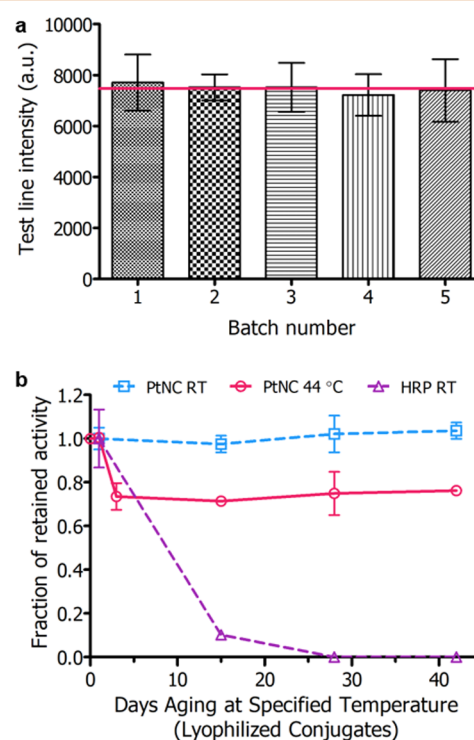 a
Test line intensity (a.u.)
10000
8000
6000
4000
2000
0
1 2 3 4 5
Batch number
b
PtNC RT PtNC 44 °C HRP RT
Fraction of retained activity
1.2
1.0
0.8
0.6
0.4
0.2
0.0
0 10 20 30 40
Days Aging at Specified Temperature
(Lyophilized Conjugates)